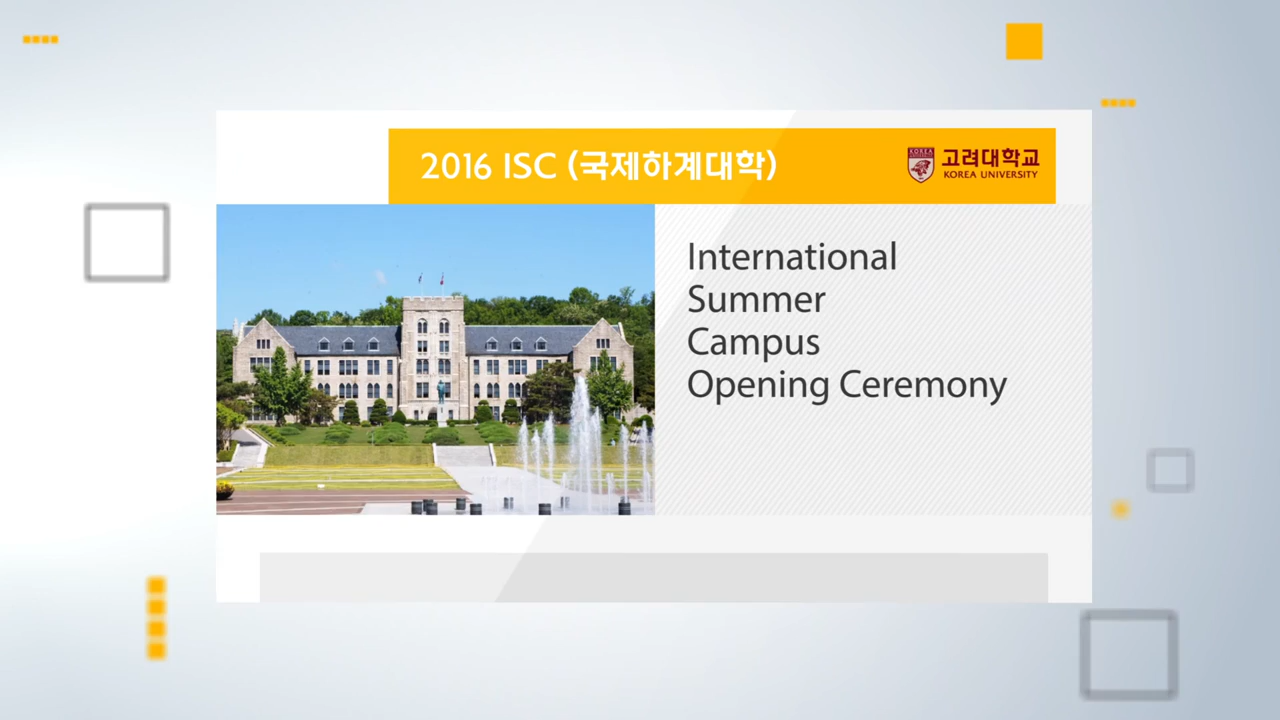 2016 ISC (국제하계대학)
KOREA
고려대학교
KOREA UNIVERSITY
International
Summer
Campus
Opening Ceremony